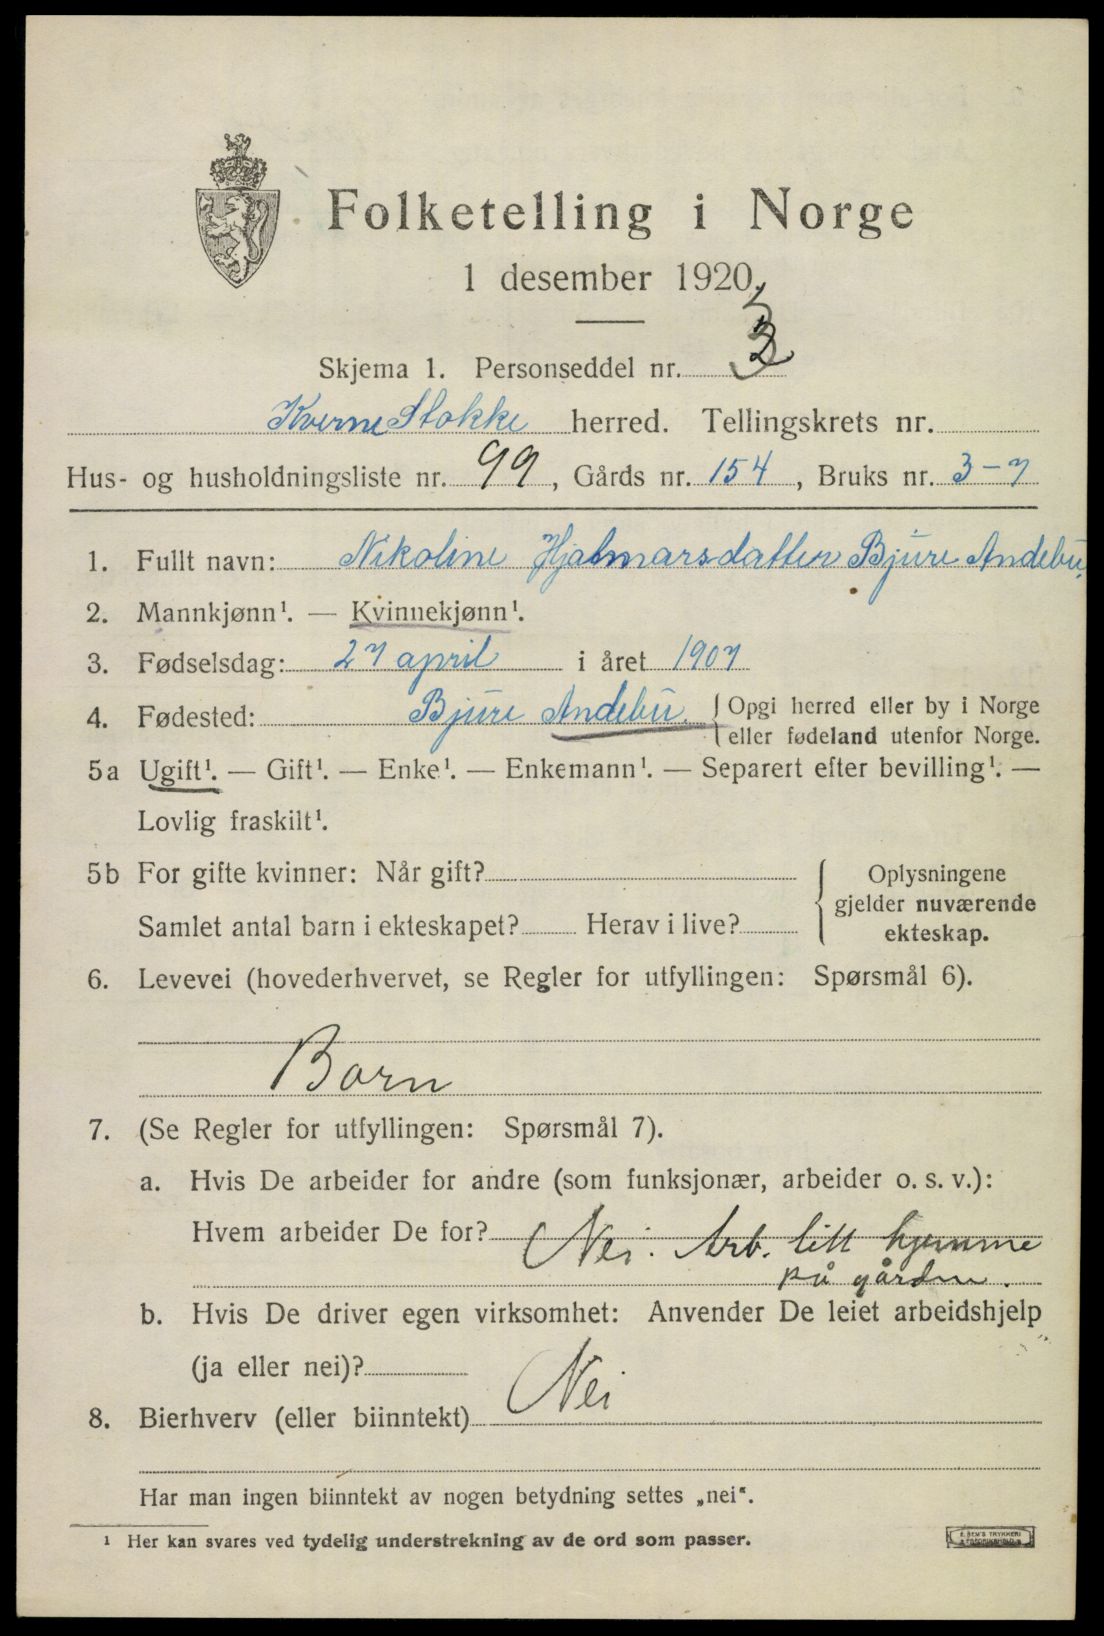 Folketelling i Norge
1 desember 1920.
Skjema 1. Personseddel nr. 3
Kverne Stokke herred. Tellingskrets nr.
Hus- og husholdningsliste nr. 99, Gårds nr. 154, Bruks nr. 3-7
1. Fullt navn: Nikoline Hjalmarsdatter Bjure Andebu.
2. Mannkjønn¹. — Kvinnekjønn¹.
3. Fødselsdag: 27 april i året 1907
4. Fødested: Bjure Andebu. Opgi herred eller by i Norge
eller fødeland utenfor Norge.
5a Ugift¹. — Gift¹. — Enke¹. — Enkemann¹. — Separert efter bevilling¹. —
Lovlig fraskilt¹.
5b For gifte kvinner: Når gift?
Samlet antal barn i ekteskapet? Herav i live?
Oplysningene
gjelder nuværende
ekteskap.
6. Levevei (hovederhvervet, se Regler for utfyllingen: Spørsmål 6).
Barn
7. (Se Regler for utfyllingen: Spørsmål 7).
a. Hvis De arbeider for andre (som funksjonær, arbeider o. s. v.):
Hvem arbeider De for? Nei. Arb. litt hjemme
på gården.
b. Hvis De driver egen virksomhet: Anvender De leiet arbeidshjelp
(ja eller nei)?
8. Bierhverv (eller biinntekt) Nei
Har man ingen biinntekt av nogen betydning settes „nei".
¹ Her kan svares ved tydelig understrekning av de ord som passer.